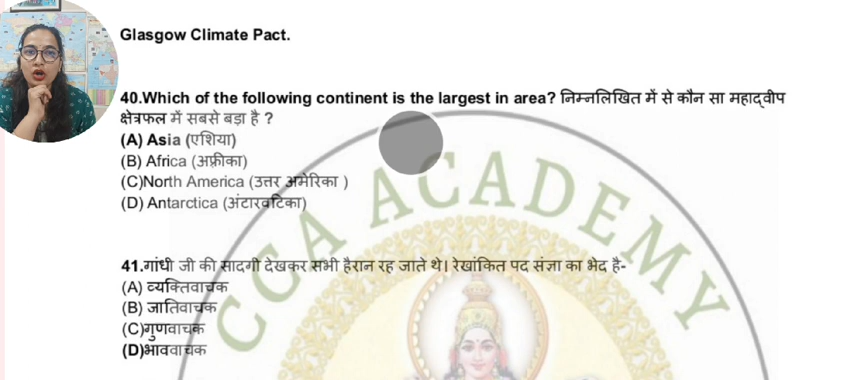 Glasgow Climate Pact.
40.Which of the following continent is the largest in area? निम्नलिखित में से कौन सा महाद्वीप
क्षेत्रफल में सबसे बड़ा है ?
(A) Asia (एशिया)
(B) Africa (अफ्रीका)
(C)North America (उत्तर अमेरिका )
(D) Antarctica (अंटार्कटिका)
41.गांधी जी की सादगी देखकर सभी हैरान रह जाते थे। रेखांकित पद संज्ञा का भेद है-
(A) व्यक्तिवाचक
(B) जातिवाचक
(C)गुणवाचक
(D)भाववाचक
CCA ACADEMY